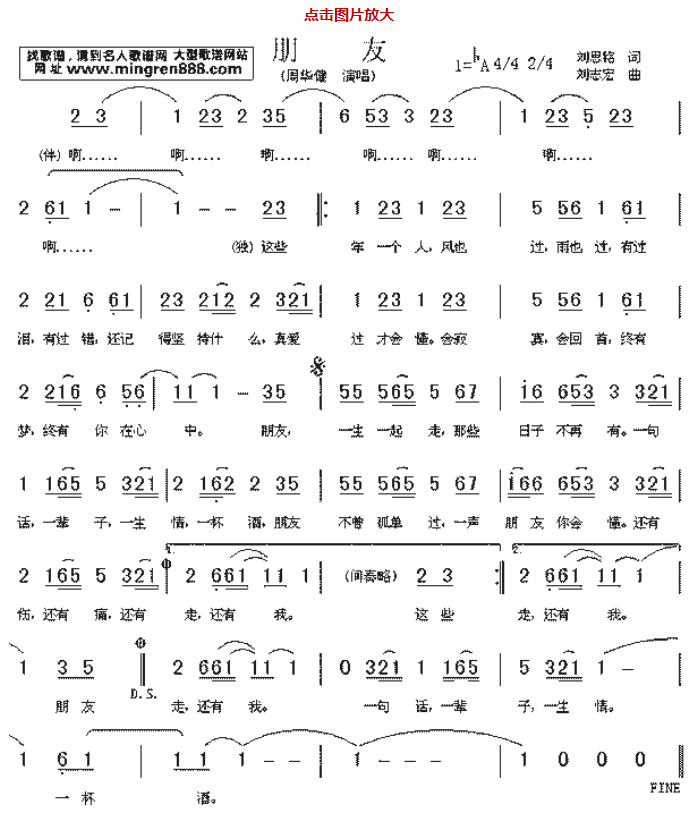 点击图片放大
找歌谱，请到名人歌谱网 大型歌谱网站
网 址 www.mingren888.com
朋 友
(周华健 演唱)
1=bA 4/4 2/4
刘思铭 词
刘志宏 曲
2 3 | 1 23 2 35 | 6 53 3 23 | 1 23 5 23
(伴) 啊…… 啊…… 啊…… 啊…… 啊…… 啊……
2 61 1 - | 1 - - 23 |: 1 23 1 23 | 5 56 1 61
啊…… (独) 这些 年 一个 人，风也 过，雨也 过，有过
2 21 6 61 | 23 212 2 321 | 1 23 1 23 | 5 56 1 61
泪，有过 错，还记 得坚 持什 么，真爱 过 才会 懂。会寂 寞，会回 首，终有
2 216 6 56 | 11 1 - 35 | 55 565 5 67 | 16 653 3 321
梦，终有 你 在心 中。 朋友， 一生 一起 走，那些 日子 不再 有。一句
1 165 5 321 | 2 162 2 35 | 55 565 5 67 | 166 653 3 321
话，一辈 子，一生 情，一杯 酒，朋友 不曾 孤单 过，一声 朋 友 你会 懂。还有
1. 2.
2 165 5 321 | 2 661 11 1 | (间奏略) 2 3 :| 2 661 11 1
伤，还有 痛，还有 走，还有 我。 这 些 走，还有 我。
1 3 5 || 2 661 11 1 | 0 321 1 165 | 5 321 1 -
D.S.
朋 友 走，还有 我。 一句 话，一辈 子，一生 情。
1 6 1 | 1 1 1 | 1 - - 1 | 1 - - 1 | 1 0 0 0 ||
FINE
一 杯 酒。